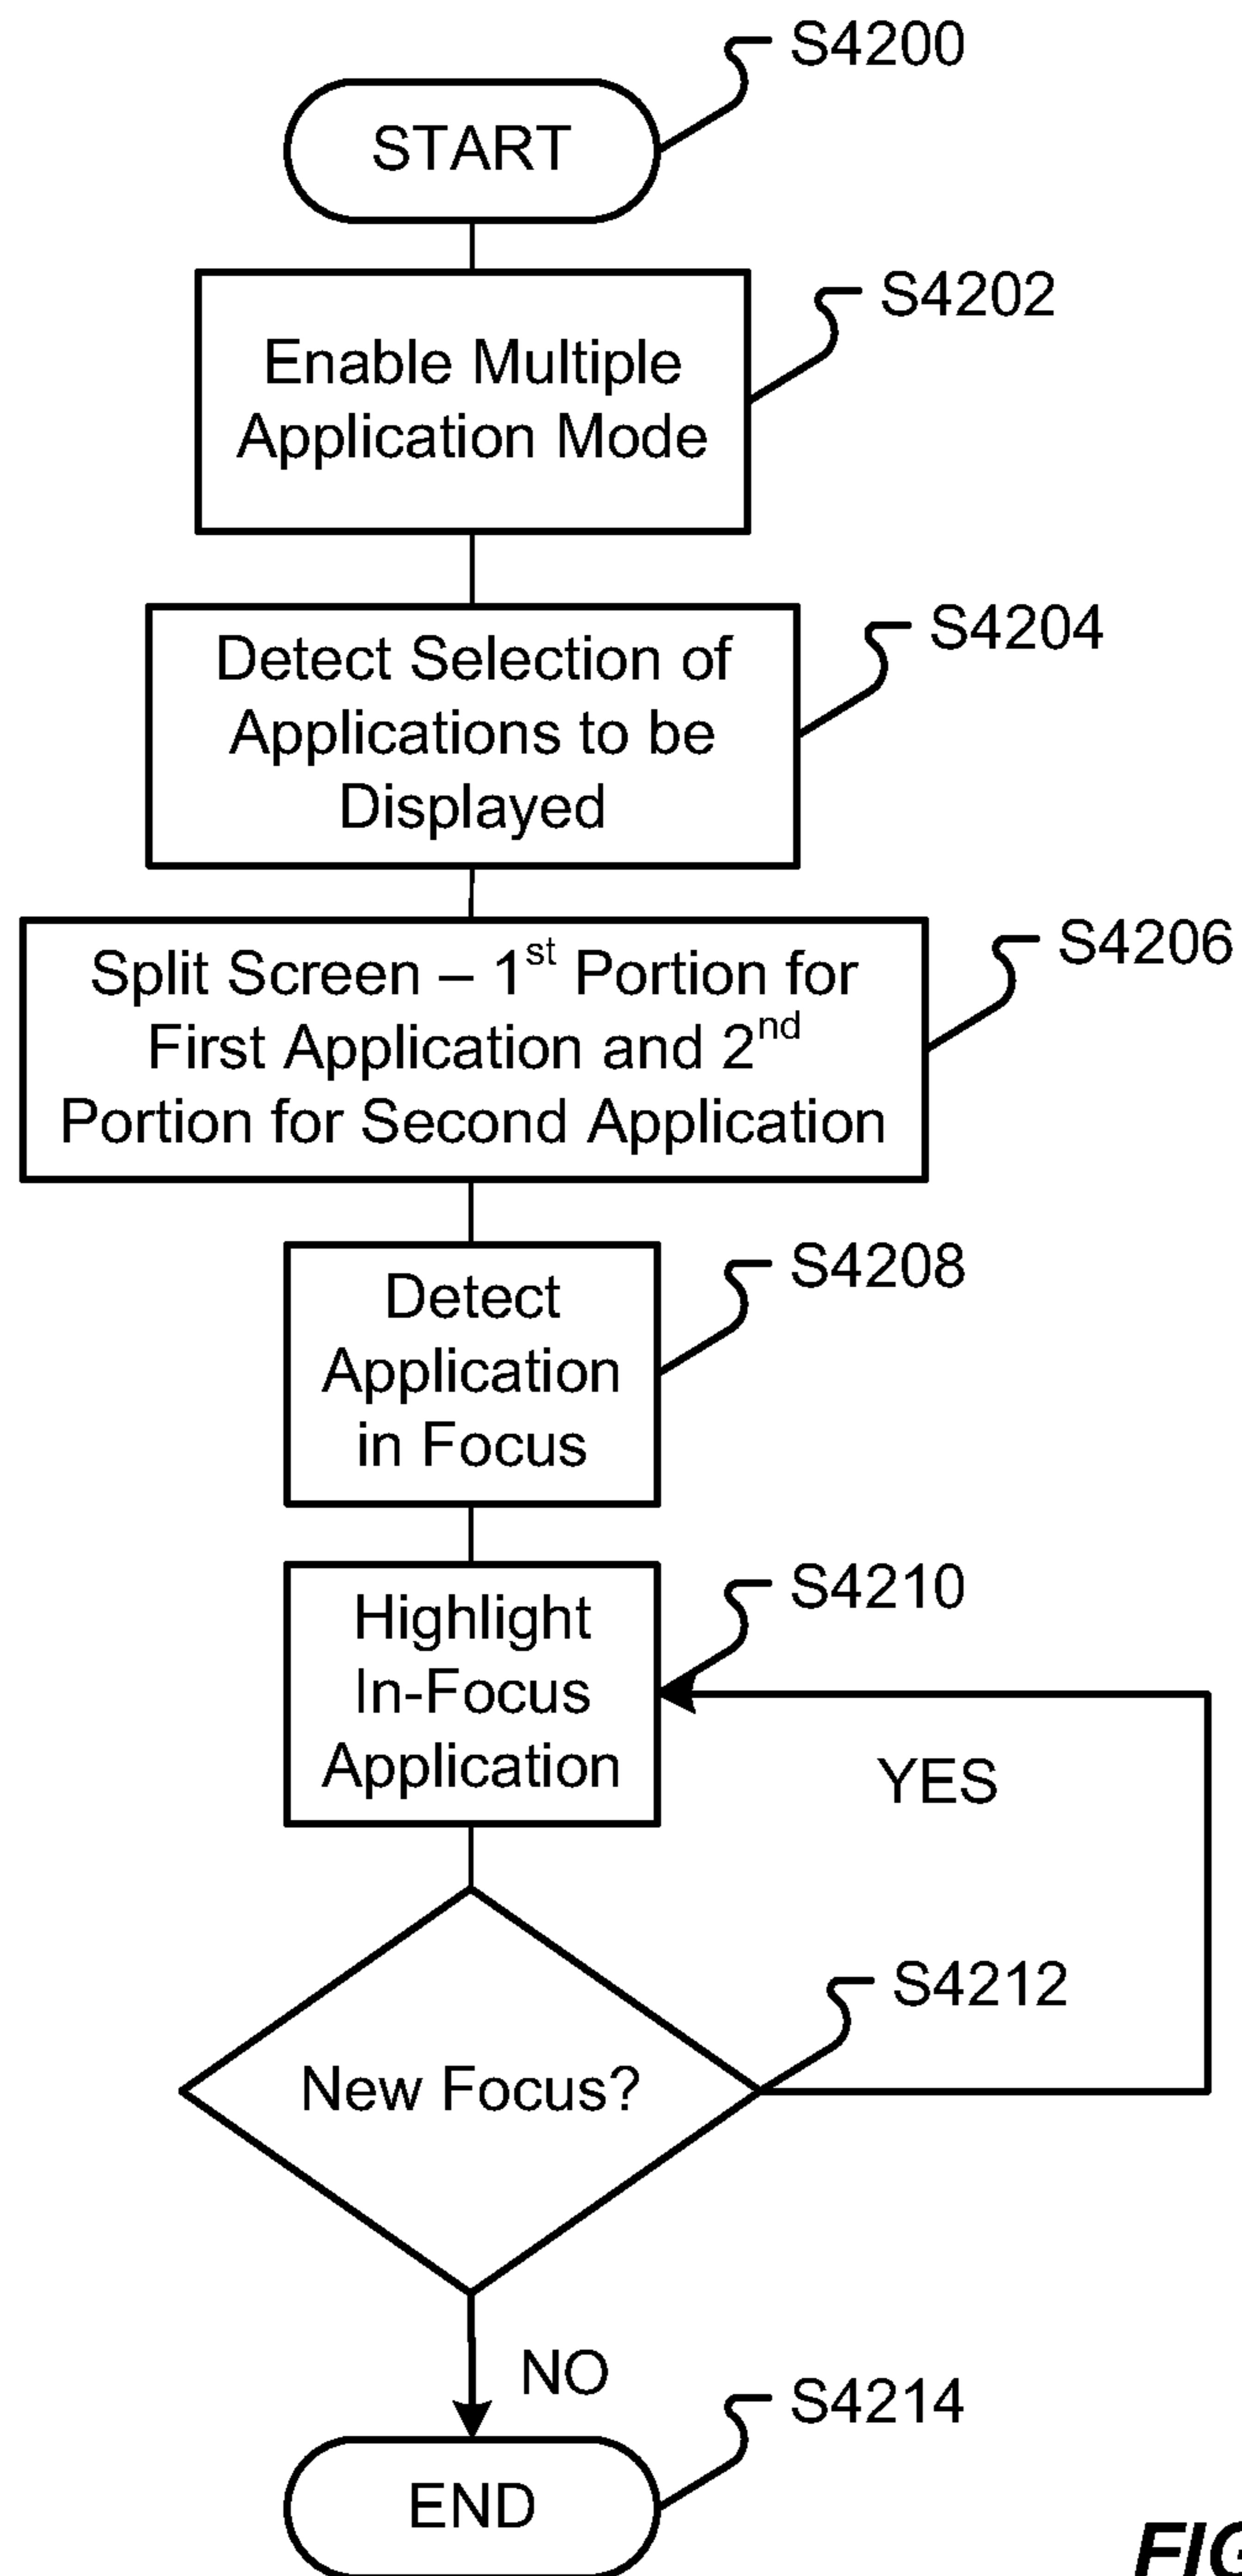 S4200
START
S4202
Enable Multiple
Application Mode
S4204
Detect Selection of
Applications to be
Displayed
S4206
Split Screen – 1st Portion for
First Application and 2nd
Portion for Second Application
S4208
Detect
Application
in Focus
S4210
Highlight
In-Focus
Application
YES
S4212
New Focus?
NO
S4214
END